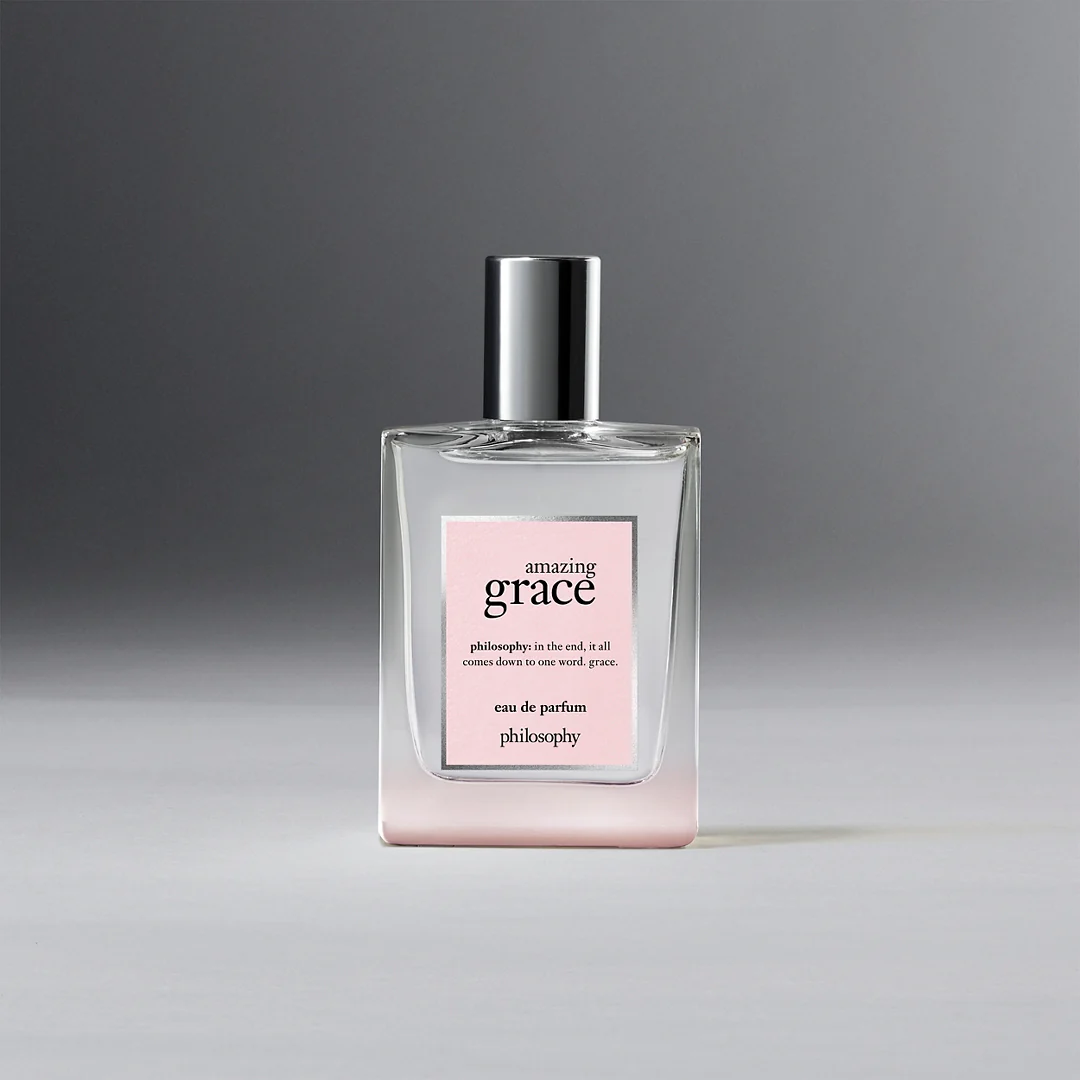 amazing
grace
philosophy: in the end, it all
comes down to one word. grace.
eau de parfum
philosophy